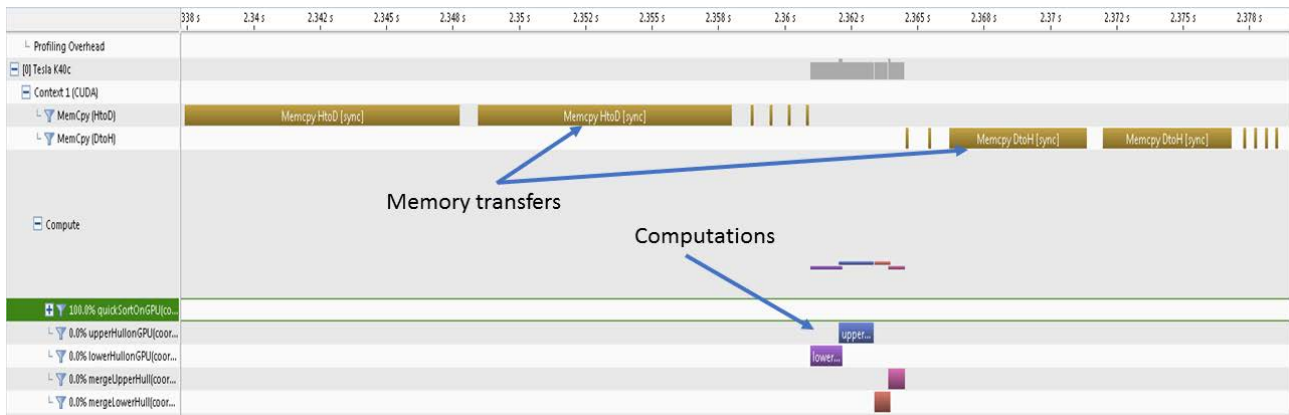 338 s 2.34 s 2.342 s 2.345 s 2.348 s 2.35 s 2.352 s 2.355 s 2.358 s 2.36 s 2.362 s 2.365 s 2.368 s 2.37 s 2.372 s 2.375 s 2.378 s
Profiling Overhead
[0] Tesla K40c
Context 1 (CUDA)
MemCpy (HtoD) Memcpy HtoD [sync] Memcpy HtoD [sync]
MemCpy (DtoH) Memcpy DtoH [sync] Memcpy DtoH [sync]
Memory transfers
Compute
Computations
100.0% quickSortOnGPU(co...
0.0% upperHullonGPU(coor... upper...
0.0% lowerHullonGPU(coor... lower...
0.0% mergeUpperHull(coor...
0.0% mergeLowerHull(coor...